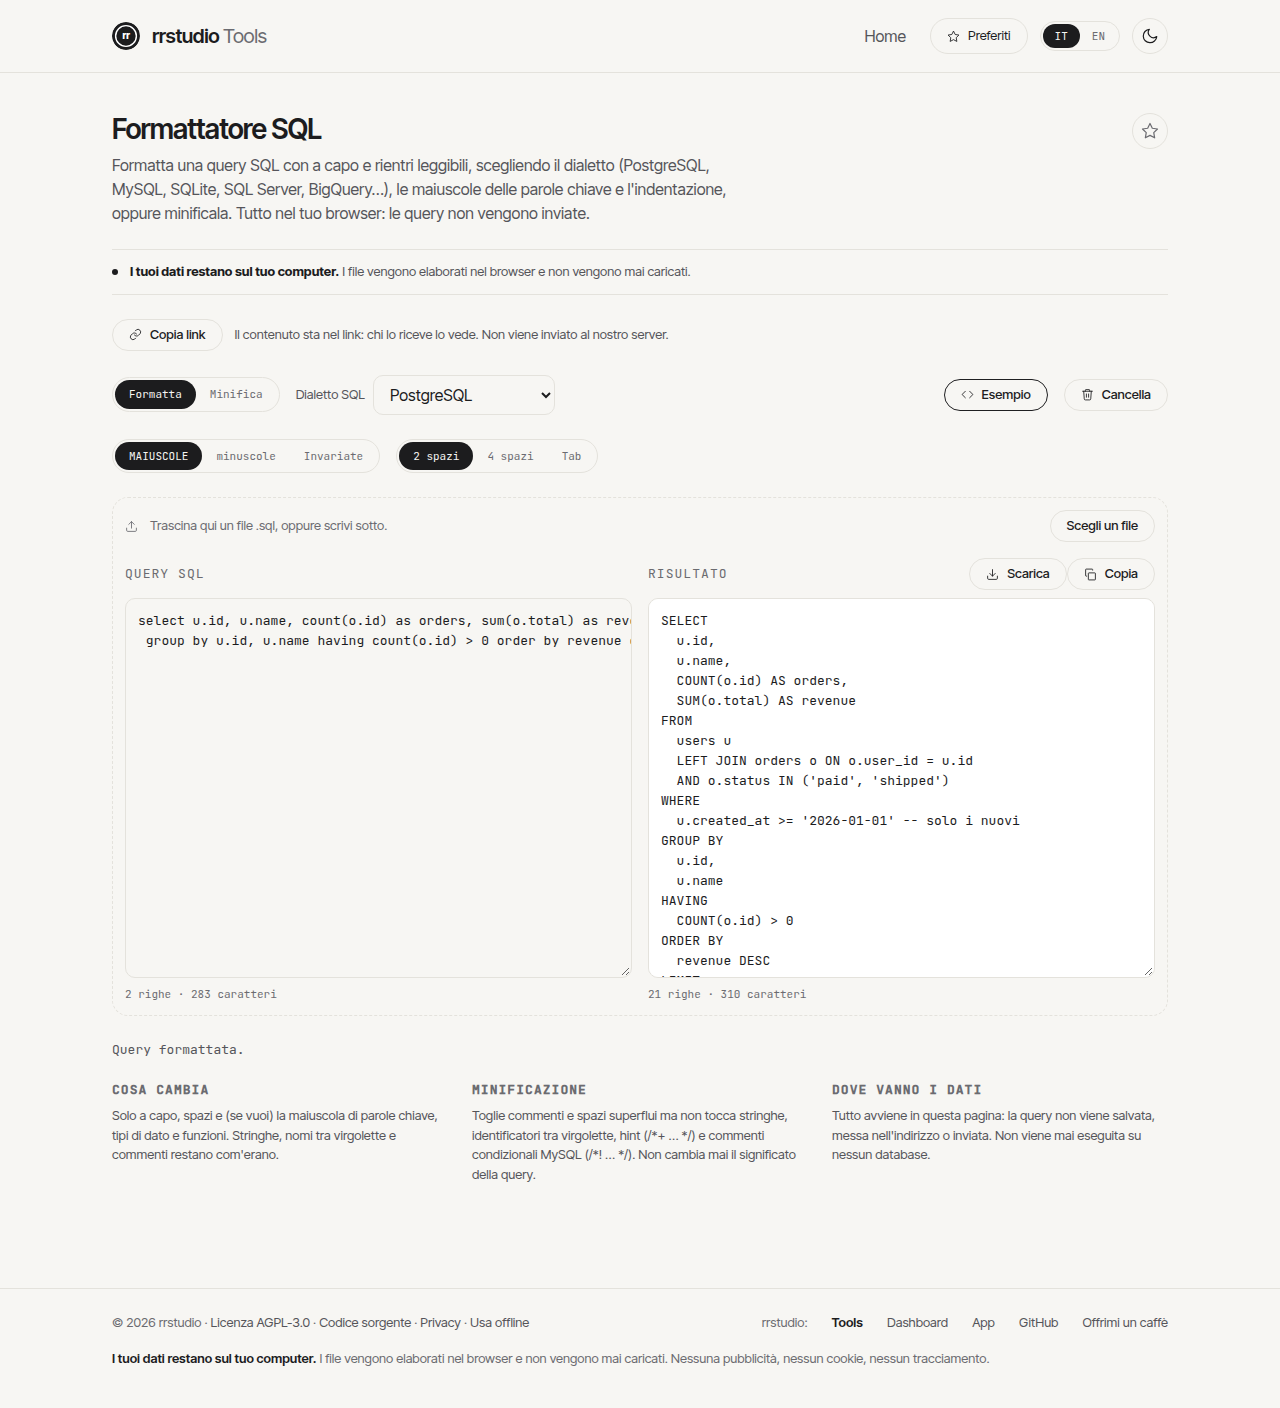 rr rrstudio Tools
Home
Preferiti
IT EN
Formattatore SQL
Formatta una query SQL con a capo e rientri leggibili, scegliendo il dialetto (PostgreSQL,
MySQL, SQLite, SQL Server, BigQuery...), le maiuscole delle parole chiave e l'indentazione,
oppure minificala. Tutto nel tuo browser: le query non vengono inviate.
I tuoi dati restano sul tuo computer. I file vengono elaborati nel browser e non vengono mai caricati.
Copia link
Il contenuto sta nel link: chi lo riceve lo vede. Non viene inviato al nostro server.
Formatta Minifica
Dialetto SQL PostgreSQL
Esempio
Cancella
MAIUSCOLE minuscole Invariate
2 spazi 4 spazi Tab
Trascina qui un file .sql, oppure scrivi sotto.
Scegli un file
QUERY SQL
select u.id, u.name, count(o.id) as orders, sum(o.total) as rev
group by u.id, u.name having count(o.id) > 0 order by revenue
2 righe · 283 caratteri
RISULTATO
Scarica
Copia
SELECT
u.id,
u.name,
COUNT(o.id) AS orders,
SUM(o.total) AS revenue
FROM
users u
LEFT JOIN orders o ON o.user_id = u.id
AND o.status IN ('paid', 'shipped')
WHERE
u.created_at >= '2026-01-01' -- solo i nuovi
GROUP BY
u.id,
u.name
HAVING
COUNT(o.id) > 0
ORDER BY
revenue DESC
21 righe · 310 caratteri
Query formattata.
COSA CAMBIA
Solo a capo, spazi e (se vuoi) la maiuscola di parole chiave,
tipi di dato e funzioni. Stringhe, nomi tra virgolette e
commenti restano com'erano.
MINIFICAZIONE
Toglie commenti e spazi superflui ma non tocca stringhe,
identificatori tra virgolette, hint (/*+ ... */) e commenti
condizionali MySQL (/*! ... */). Non cambia mai il significato
della query.
DOVE VANNO I DATI
Tutto avviene in questa pagina: la query non viene salvata,
messa nell'indirizzo o inviata. Non viene mai eseguita su
nessun database.
© 2026 rrstudio · Licenza AGPL-3.0 · Codice sorgente · Privacy · Usa offline
rrstudio: Tools Dashboard App GitHub Offrimi un caffè
I tuoi dati restano sul tuo computer. I file vengono elaborati nel browser e non vengono mai caricati. Nessuna pubblicità, nessun cookie, nessun tracciamento.